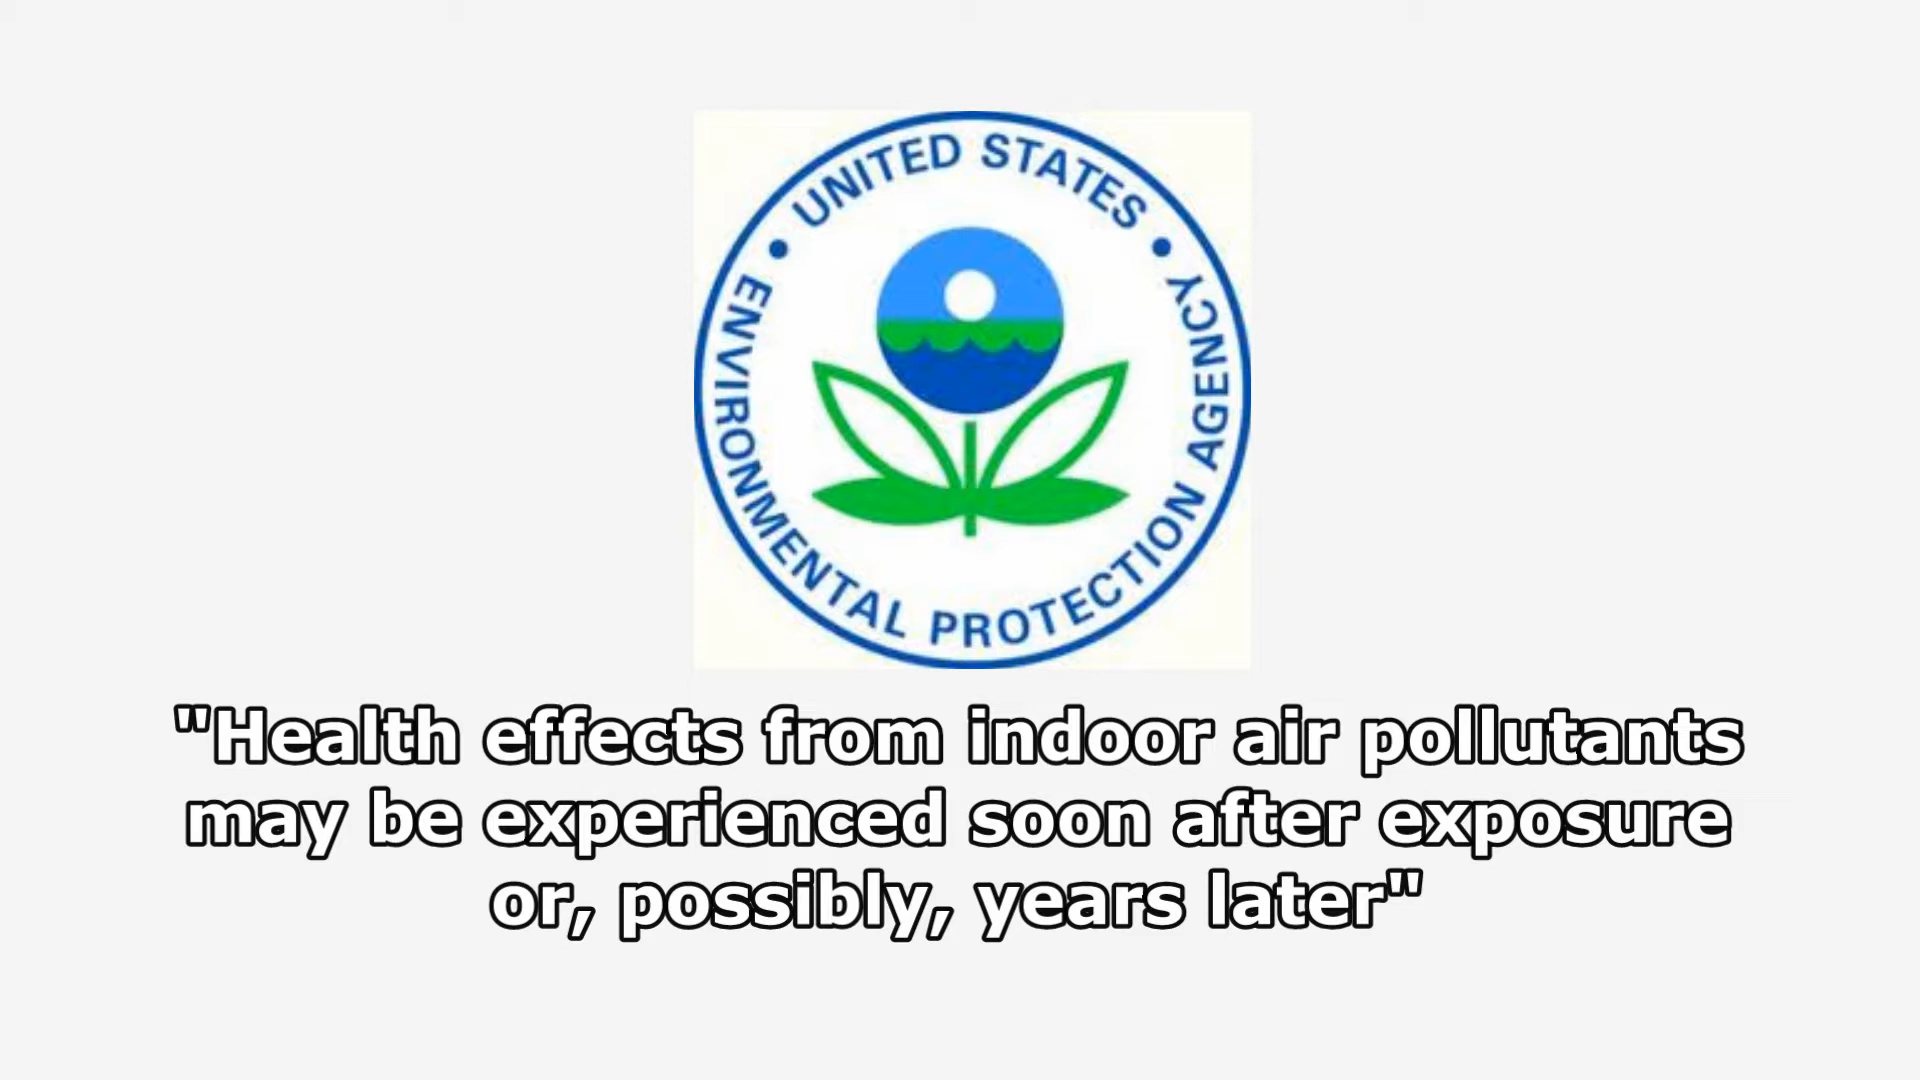 UNITED STATES
ENVIRONMENTAL PROTECTION AGENCY
"Health effects from indoor air pollutants
may be experienced soon after exposure
or, possibly, years later"